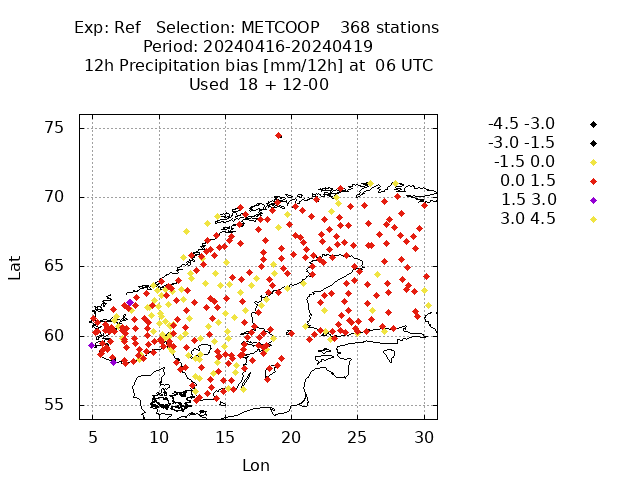 Exp: Ref   Selection: METCOOP    368 stations
Period: 20240416-20240419
12h Precipitation bias [mm/12h] at  06 UTC
Used  18 + 12-00
-4.5 -3.0
-3.0 -1.5
-1.5 0.0
0.0 1.5
1.5 3.0
3.0 4.5
75
70
65
60
55
Lat
5 10 15 20 25 30
Lon